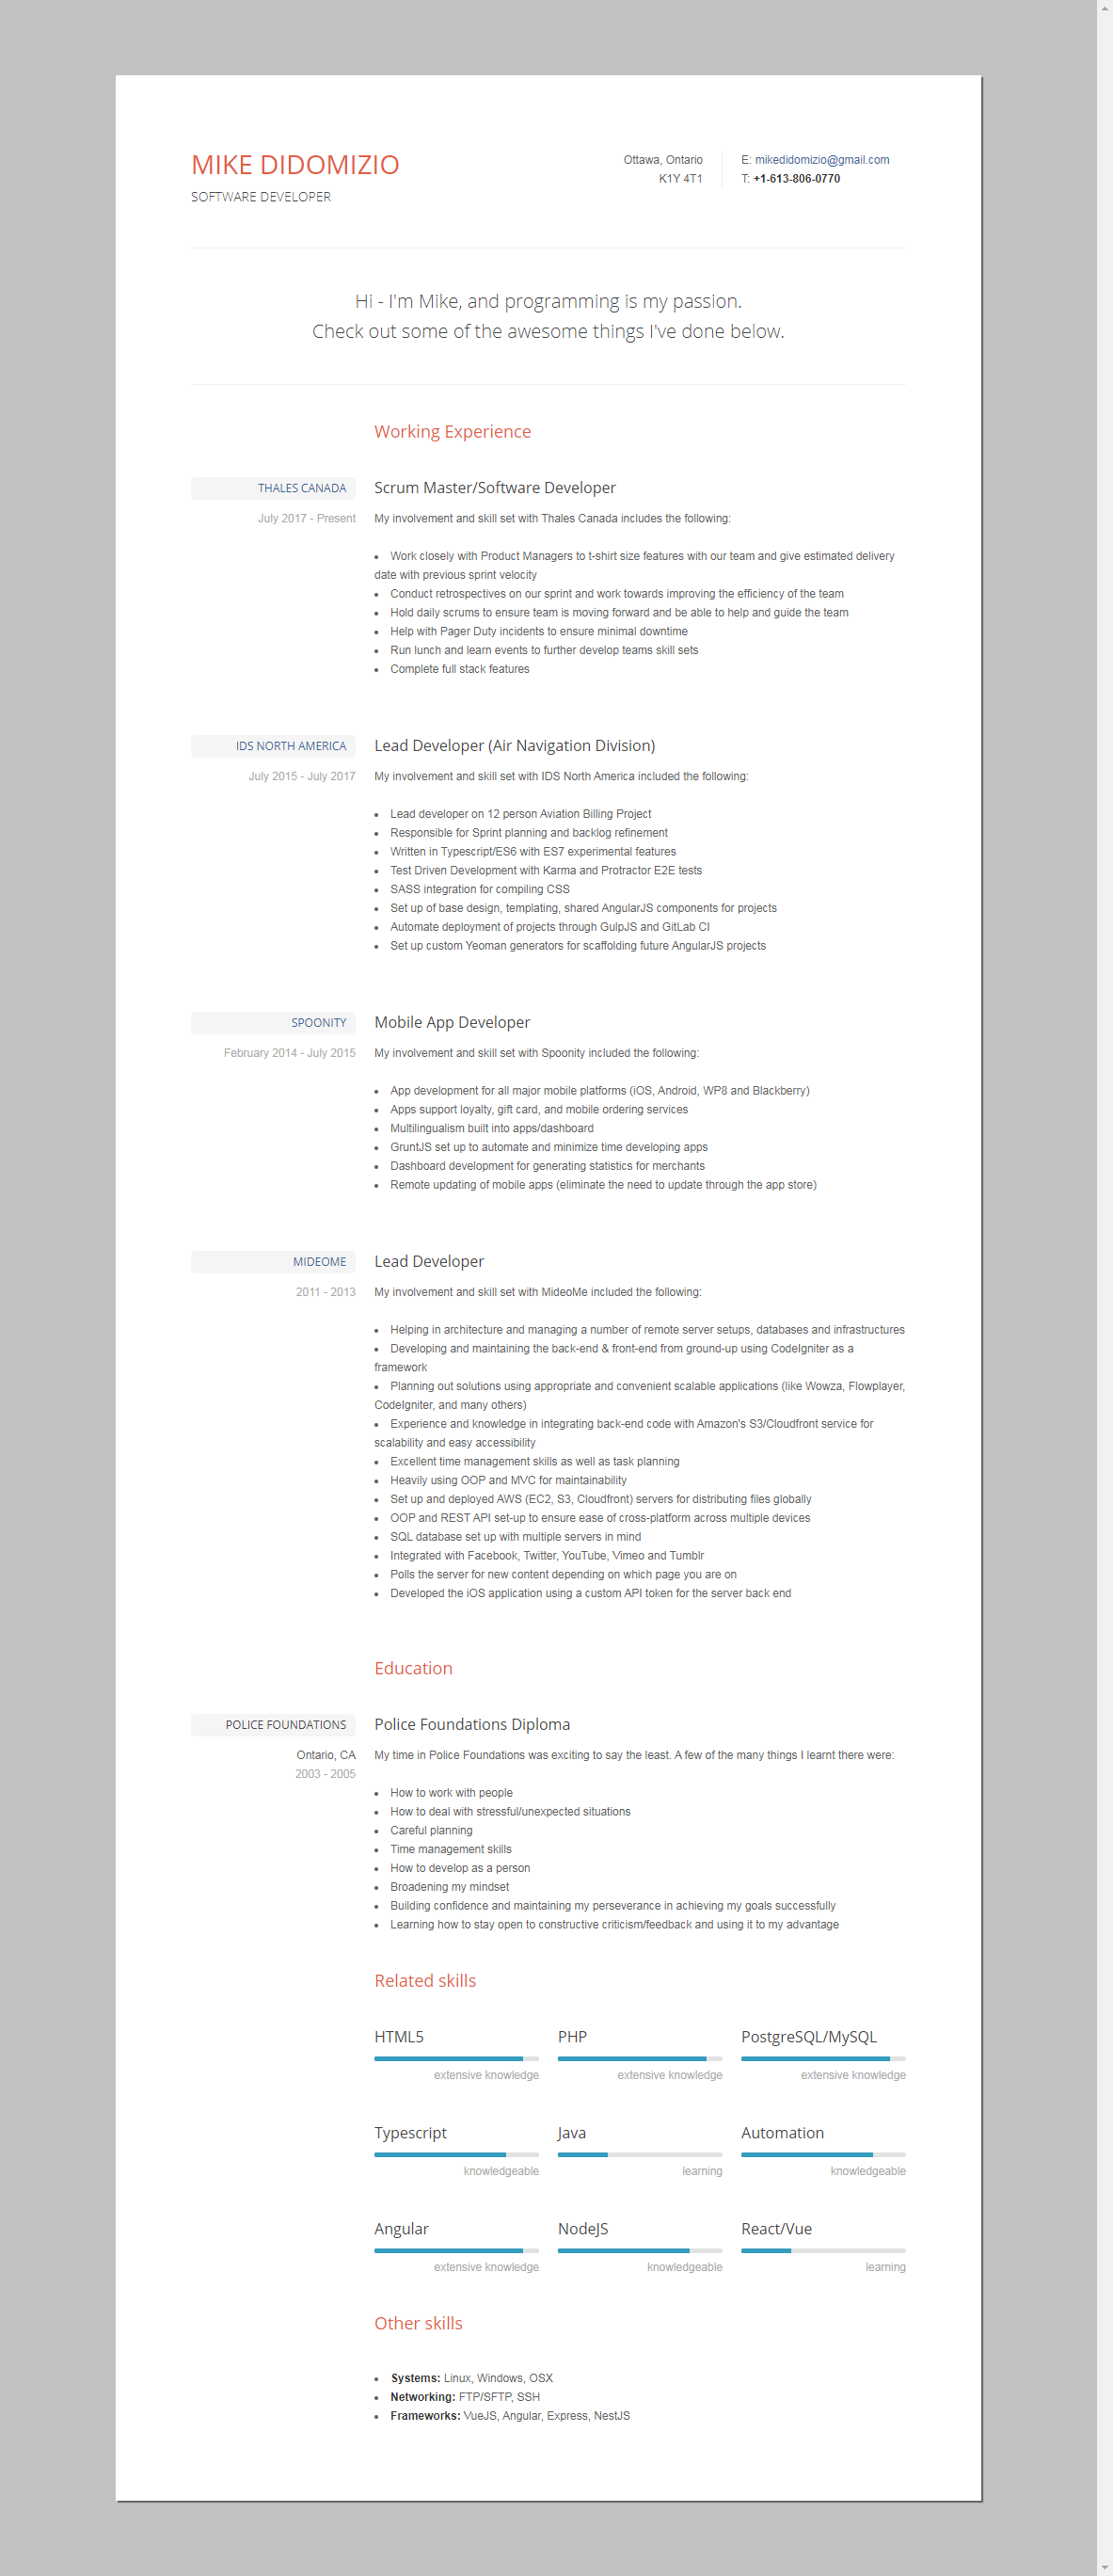 MIKE DIDOMIZIO
SOFTWARE DEVELOPER
Ottawa, Ontario
K1Y 4T1
E: mikedidomizio@gmail.com
T: +1-613-806-0770
Hi - I'm Mike, and programming is my passion.
Check out some of the awesome things I've done below.
Working Experience
THALES CANADA
July 2017 - Present
Scrum Master/Software Developer
My involvement and skill set with Thales Canada includes the following:
• Work closely with Product Managers to t-shirt size features with our team and give estimated delivery
date with previous sprint velocity
• Conduct retrospectives on our sprint and work towards improving the efficiency of the team
• Hold daily scrums to ensure team is moving forward and be able to help and guide the team
• Help with Pager Duty incidents to ensure minimal downtime
• Run lunch and learn events to further develop teams skill sets
• Complete full stack features
IDS NORTH AMERICA
July 2015 - July 2017
Lead Developer (Air Navigation Division)
My involvement and skill set with IDS North America included the following:
• Lead developer on 12 person Aviation Billing Project
• Responsible for Sprint planning and backlog refinement
• Written in Typescript/ES6 with ES7 experimental features
• Test Driven Development with Karma and Protractor E2E tests
• SASS integration for compiling CSS
• Set up of base design, templating, shared AngularJS components for projects
• Automate deployment of projects through GulpJS and GitLab CI
• Set up custom Yeoman generators for scaffolding future AngularJS projects
SPOONITY
February 2014 - July 2015
Mobile App Developer
My involvement and skill set with Spoonity included the following:
• App development for all major mobile platforms (iOS, Android, WP8 and Blackberry)
• Apps support loyalty, gift card, and mobile ordering services
• Multilingualism built into apps/dashboard
• GruntJS set up to automate and minimize time developing apps
• Dashboard development for generating statistics for merchants
• Remote updating of mobile apps (eliminate the need to update through the app store)
MIDEOME
2011 - 2013
Lead Developer
My involvement and skill set with MideoMe included the following:
• Helping in architecture and managing a number of remote server setups, databases and infrastructures
• Developing and maintaining the back-end & front-end from ground-up using CodeIgniter as a
framework
• Planning out solutions using appropriate and convenient scalable applications (like Wowza, Flowplayer,
CodeIgniter, and many others)
• Experience and knowledge in integrating back-end code with Amazon's S3/Cloudfront service for
scalability and easy accessibility
• Excellent time management skills as well as task planning
• Heavily using OOP and MVC for maintainability
• Set up and deployed AWS (EC2, S3, Cloudfront) servers for distributing files globally
• OOP and REST API set-up to ensure ease of cross-platform across multiple devices
• SQL database set up with multiple servers in mind
• Integrated with Facebook, Twitter, YouTube, Vimeo and Tumblr
• Polls the server for new content depending on which page you are on
• Developed the iOS application using a custom API token for the server back end
Education
POLICE FOUNDATIONS
Ontario, CA
2003 - 2005
Police Foundations Diploma
My time in Police Foundations was exciting to say the least. A few of the many things I learnt there were:
• How to work with people
• How to deal with stressful/unexpected situations
• Careful planning
• Time management skills
• How to develop as a person
• Broadening my mindset
• Building confidence and maintaining my perseverance in achieving my goals successfully
• Learning how to stay open to constructive criticism/feedback and using it to my advantage
Related skills
HTML5
extensive knowledge
PHP
extensive knowledge
PostgreSQL/MySQL
extensive knowledge
Typescript
knowledgeable
Java
learning
Automation
knowledgeable
Angular
extensive knowledge
NodeJS
knowledgeable
React/Vue
learning
Other skills
• Systems: Linux, Windows, OSX
• Networking: FTP/SFTP, SSH
• Frameworks: VueJS, Angular, Express, NestJS